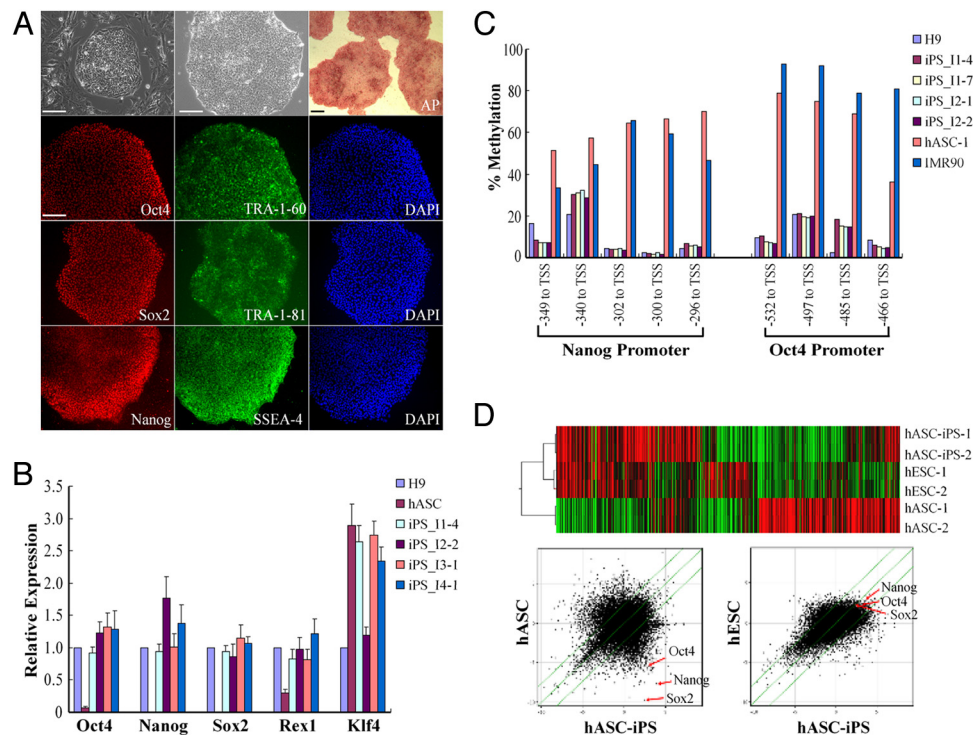 A
AP
Oct4
TRA-1-60
DAPI
Sox2
TRA-1-81
DAPI
Nanog
SSEA-4
DAPI
B
Relative Expression
3.5
3.0
2.5
2.0
1.5
1.0
0.5
0.0
H9
hASC
iPS_I1-4
iPS_I2-2
iPS_I3-1
iPS_I4-1
Oct4
Nanog
Sox2
Rex1
Klf4
C
% Methylation
100
80
60
40
20
0
H9
iPS_I1-4
iPS_I1-7
iPS_I2-1
iPS_I2-2
hASC-1
IMR90
-349 to TSS
-340 to TSS
-302 to TSS
-300 to TSS
-296 to TSS
-532 to TSS
-497 to TSS
-485 to TSS
-466 to TSS
Nanog Promoter
Oct4 Promoter
D
hASC-iPS-1
hASC-iPS-2
hESC-1
hESC-2
hASC-1
hASC-2
hASC
Oct4
Nanog
Sox2
hASC-iPS
hESC
Nanog
Oct4
Sox2
hASC-iPS